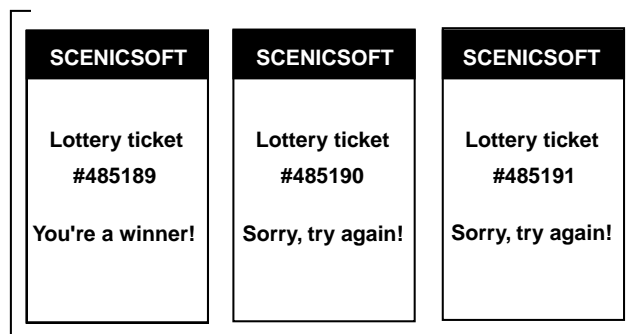 SCENICSOFT
Lottery ticket
#485189
You're a winner!
SCENICSOFT
Lottery ticket
#485190
Sorry, try again!
SCENICSOFT
Lottery ticket
#485191
Sorry, try again!